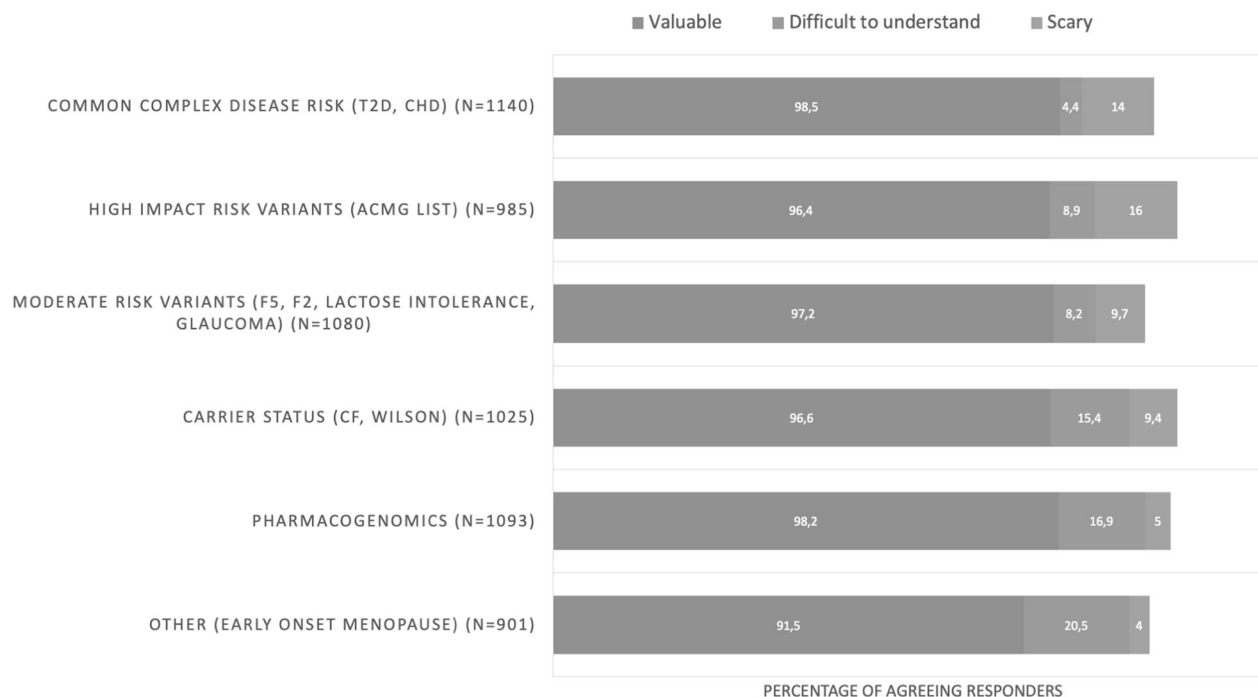 Valuable Difficult to understand Scary
COMMON COMPLEX DISEASE RISK (T2D, CHD) (N=1140) 98,5 4,4 14
HIGH IMPACT RISK VARIANTS (ACMG LIST) (N=985) 96,4 8,9 16
MODERATE RISK VARIANTS (F5, F2, LACTOSE INTOLERANCE,
GLAUCOMA) (N=1080) 97,2 8,2 9,7
CARRIER STATUS (CF, WILSON) (N=1025) 96,6 15,4 9,4
PHARMACOGENOMICS (N=1093) 98,2 16,9 5
OTHER (EARLY ONSET MENOPAUSE) (N=901) 91,5 20,5 4
PERCENTAGE OF AGREEING RESPONDERS